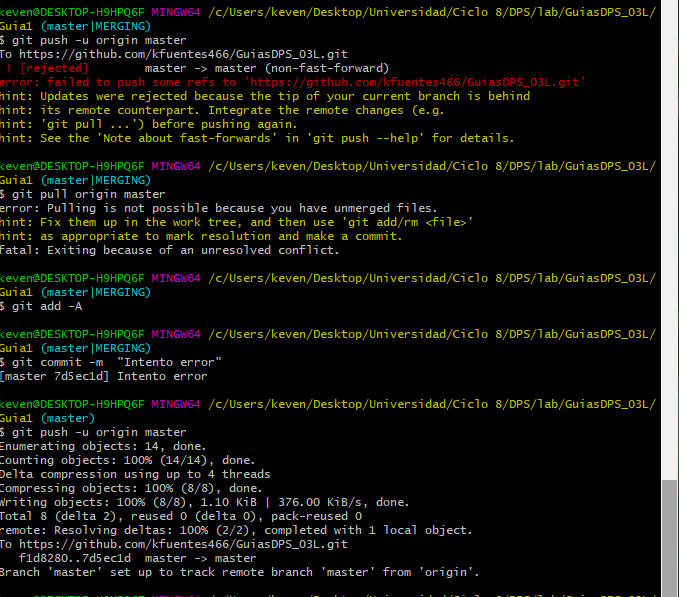 keven@DESKTOP-H9HPQ6F MINGW64 /c/Users/keven/Desktop/Universidad/Ciclo 8/DPS/lab/GuiasDPS_03L/
Guia1 (master|MERGING)
$ git push -u origin master
To https://github.com/kfuentes466/GuiasDPS_03L.git
! [rejected]        master -> master (non-fast-forward)
error: failed to push some refs to 'https://github.com/kfuentes466/GuiasDPS_03L.git'
hint: Updates were rejected because the tip of your current branch is behind
hint: its remote counterpart. Integrate the remote changes (e.g.
hint: 'git pull ...') before pushing again.
hint: See the 'Note about fast-forwards' in 'git push --help' for details.
keven@DESKTOP-H9HPQ6F MINGW64 /c/Users/keven/Desktop/Universidad/Ciclo 8/DPS/lab/GuiasDPS_03L/
Guia1 (master|MERGING)
$ git pull origin master
error: Pulling is not possible because you have unmerged files.
hint: Fix them up in the work tree, and then use 'git add/rm <file>'
hint: as appropriate to mark resolution and make a commit.
fatal: Exiting because of an unresolved conflict.
keven@DESKTOP-H9HPQ6F MINGW64 /c/Users/keven/Desktop/Universidad/Ciclo 8/DPS/lab/GuiasDPS_03L/
Guia1 (master|MERGING)
$ git add -A
keven@DESKTOP-H9HPQ6F MINGW64 /c/Users/keven/Desktop/Universidad/Ciclo 8/DPS/lab/GuiasDPS_03L/
Guia1 (master|MERGING)
$ git commit -m  "Intento error"
[master 7d5ec1d] Intento error
keven@DESKTOP-H9HPQ6F MINGW64 /c/Users/keven/Desktop/Universidad/Ciclo 8/DPS/lab/GuiasDPS_03L/
Guia1 (master)
$ git push -u origin master
Enumerating objects: 14, done.
Counting objects: 100% (14/14), done.
Delta compression using up to 4 threads
Compressing objects: 100% (8/8), done.
Writing objects: 100% (8/8), 1.10 KiB | 376.00 KiB/s, done.
Total 8 (delta 2), reused 0 (delta 0), pack-reused 0
remote: Resolving deltas: 100% (2/2), completed with 1 local object.
To https://github.com/kfuentes466/GuiasDPS_03L.git
f1d8280..7d5ec1d  master -> master
Branch 'master' set up to track remote branch 'master' from 'origin'.